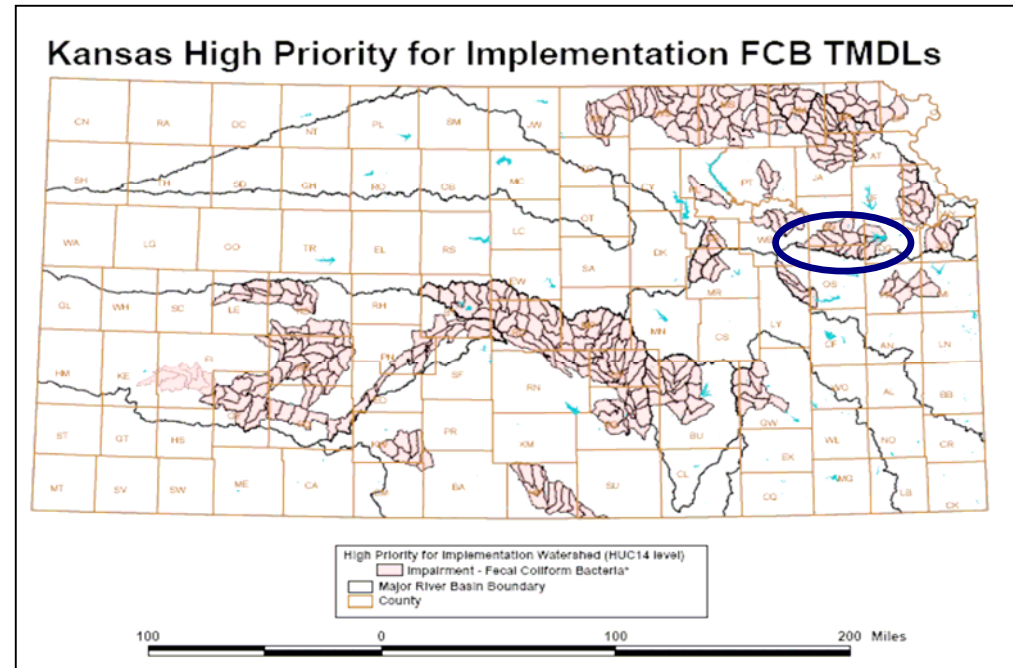 Kansas High Priority for Implementation FCB TMDLs
CN RA DC NT PL SM JW MS
AT
SH TH SD GH RO OB MC CY PT JA
OT
WA LG GO TR EL RS LC SA DK WB
MR OS
GL WH SC LE RH MN CS LY
CF AN LN
HM KE FI PN SF RN WO AL BB
ST GT HS PR KM BU GW WL NO CR
EK
MT SV SW ME CA BA SU CL CQ MG LB CK
High Priority for Implementation Watershed (HUC14 level)
Impairment - Fecal Coliform Bacteria*
Major River Basin Boundary
County
100 0 100 200 Miles